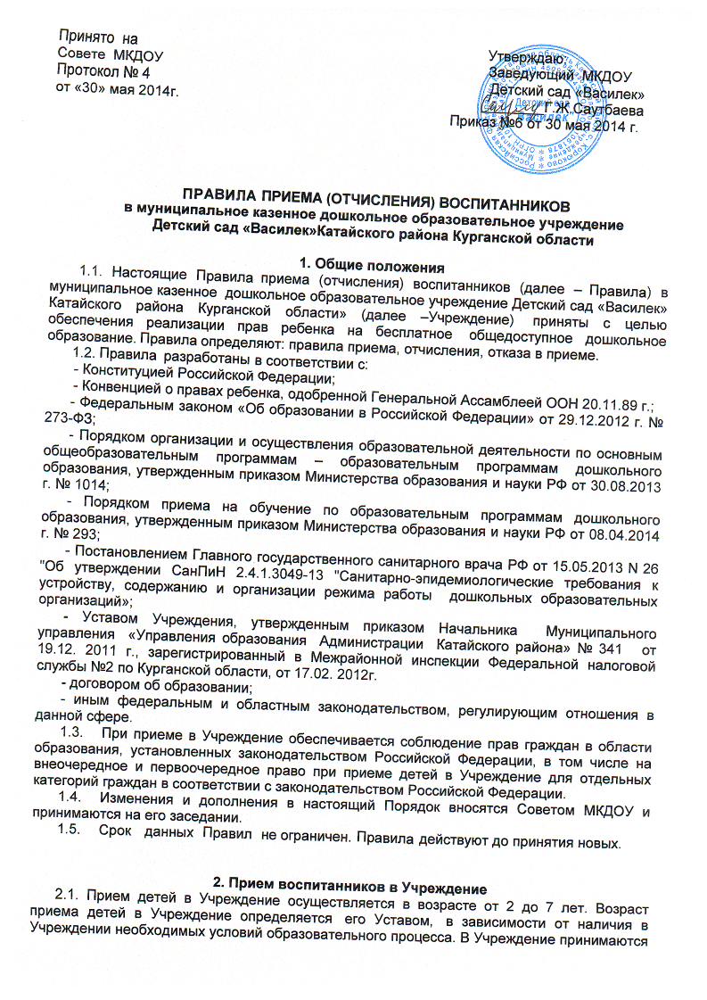 Принято на
Совете МКДОУ
Протокол № 4
от «30» мая 2014г.
Утверждаю:
Заведующий МКДОУ
Детский сад «Василек»
Г.Ж.Саутбаева
Приказ №6 от 30 мая 2014 г.
Детский сад
Василек
ПРАВИЛА ПРИЕМА (ОТЧИСЛЕНИЯ) ВОСПИТАННИКОВ
в муниципальное казенное дошкольное образовательное учреждение
Детский сад «Василек»Катайского района Курганской области
1. Общие положения
1.1. Настоящие Правила приема (отчисления) воспитанников (далее – Правила) в
муниципальное казенное дошкольное образовательное учреждение Детский сад «Василек»
Катайского района Курганской области» (далее –Учреждение) приняты с целью
обеспечения реализации прав ребенка на бесплатное общедоступное дошкольное
образование. Правила определяют: правила приема, отчисления, отказа в приеме.
1.2. Правила разработаны в соответствии с:
- Конституцией Российской Федерации;
- Конвенцией о правах ребенка, одобренной Генеральной Ассамблеей ООН 20.11.89 г.;
- Федеральным законом «Об образовании в Российской Федерации» от 29.12.2012 г. №
273-ФЗ;
- Порядком организации и осуществления образовательной деятельности по основным
общеобразовательным программам – образовательным программам дошкольного
образования, утвержденным приказом Министерства образования и науки РФ от 30.08.2013
г. № 1014;
- Порядком приема на обучение по образовательным программам дошкольного
образования, утвержденным приказом Министерства образования и науки РФ от 08.04.2014
г. № 293;
- Постановлением Главного государственного санитарного врача РФ от 15.05.2013 N 26
"Об утверждении СанПиН 2.4.1.3049-13 "Санитарно-эпидемиологические требования к
устройству, содержанию и организации режима работы дошкольных образовательных
организаций»;
- Уставом Учреждения, утвержденным приказом Начальника Муниципального
управления «Управления образования Администрации Катайского района» № 341 от
19.12. 2011 г., зарегистрированный в Межрайонной инспекции Федеральной налоговой
службы №2 по Курганской области, от 17.02. 2012г.
- договором об образовании;
- иным федеральным и областным законодательством, регулирующим отношения в
данной сфере.
1.3. При приеме в Учреждение обеспечивается соблюдение прав граждан в области
образования, установленных законодательством Российской Федерации, в том числе на
внеочередное и первоочередное право при приеме детей в Учреждение для отдельных
категорий граждан в соответствии с законодательством Российской Федерации.
1.4. Изменения и дополнения в настоящий Порядок вносятся Советом МКДОУ и
принимаются на его заседании.
1.5. Срок данных Правил не ограничен. Правила действуют до принятия новых.
2. Прием воспитанников в Учреждение
2.1. Прием детей в Учреждение осуществляется в возрасте от 2 до 7 лет. Возраст
приема детей в Учреждение определяется его Уставом, в зависимости от наличия в
Учреждении необходимых условий образовательного процесса. В Учреждение принимаются